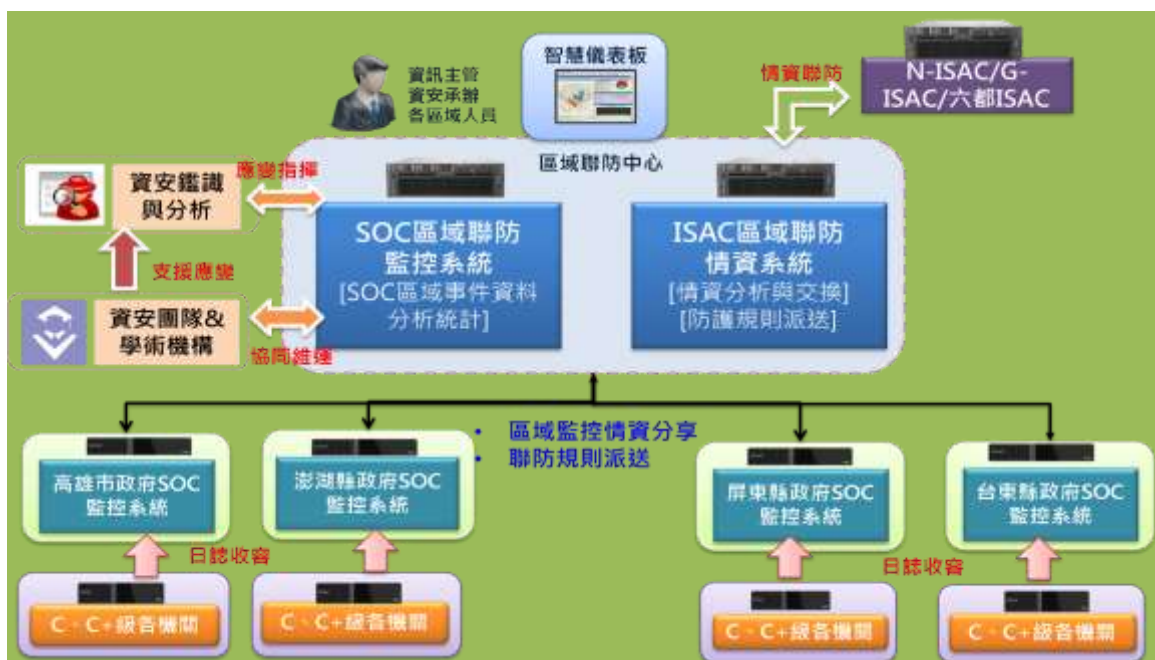 智慧儀表板
資訊主管
資安承辦
各區域人員
情資聯防
N-ISAC/G-
ISAC/六都ISAC
區域聯防中心
資安鑑識
與分析
應變指揮
SOC區域聯防
監控系統
[SOC區域事件資料
分析統計]
ISAC區域聯防
情資系統
[情資分析與交換]
[防護規則派送]
支援應變
資安團隊&
學術機構
協同維運
• 區域監控情資分享
• 聯防規則派送
高雄市政府SOC
監控系統
澎湖縣政府SOC
監控系統
屏東縣政府SOC
監控系統
台東縣政府SOC
監控系統
日誌收容
日誌收容
C、C+級各機關
C、C+級各機關
C、C+級各機關
C、C+級各機關